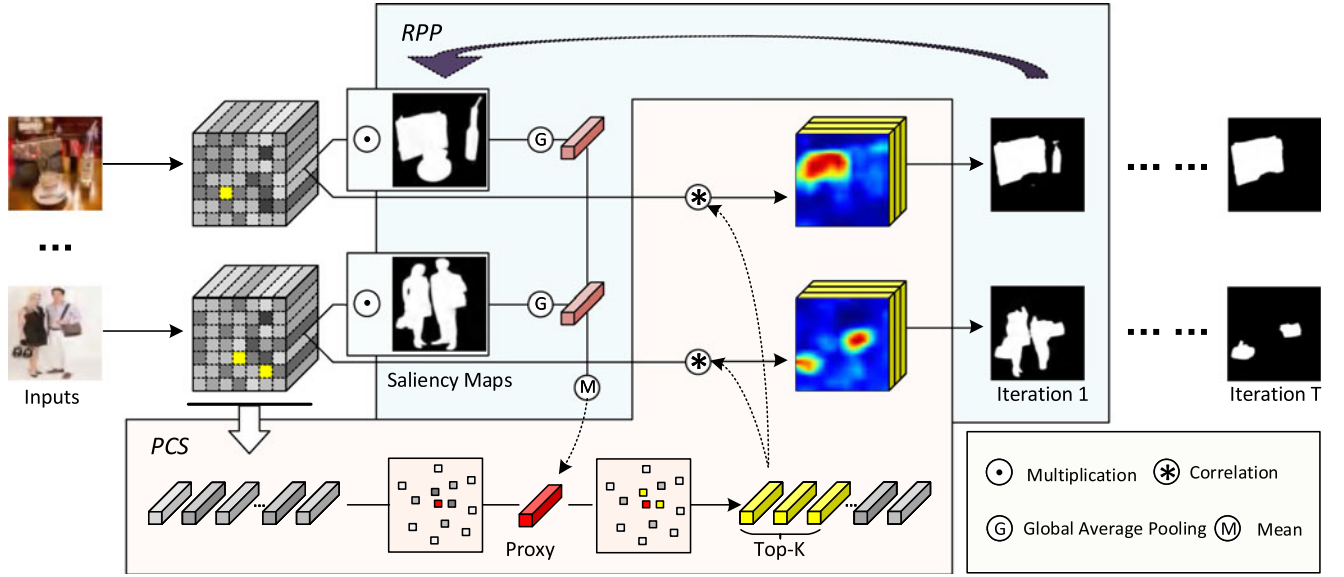 RPP
G
*
Saliency Maps
G
*
M
Inputs
Iteration 1
Iteration T
PCS
Proxy
Top-K
Multiplication
* Correlation
G Global Average Pooling
M Mean